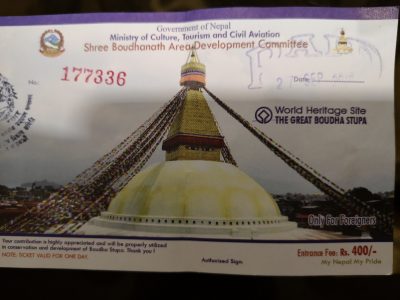 Government of Nepal
Ministry of Culture, Tourism and Civil Aviation
Shree Boudhanath Area Development Committee
No.:
177336
Date:
World Heritage Site
THE GREAT BOUDHA STUPA
Only For Foreigners
Your contribution is highly appreciated and will be properly utilized
in conservation and development of Boudha Stupa. Thank you !
NOTE: TICKET VALID FOR ONE DAY.
Authorised Sign.
Entrance Fee: Rs. 400/-
My Nepal My Pride